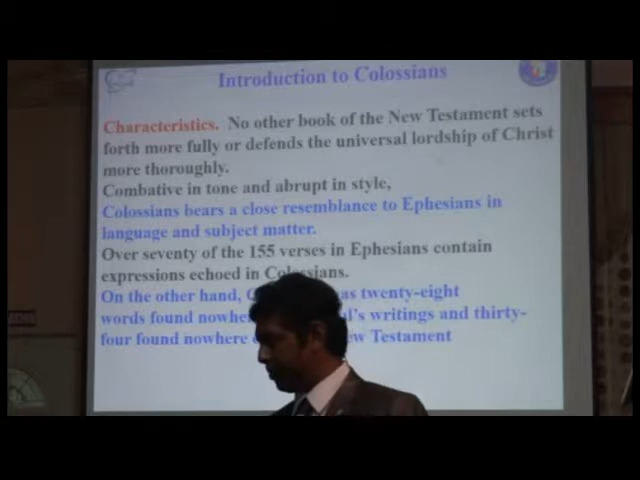 Introduction to Colossians
Characteristics. No other book of the New Testament sets
forth more fully or defends the universal lordship of Christ
more thoroughly.
Combative in tone and abrupt in style,
Colossians bears a close resemblance to Ephesians in
language and subject matter.
Over seventy of the 155 verses in Ephesians contain
expressions echoed in Colossians.
On the other hand, as twenty-eight
words found writings and thirty-
four found nowhere Testament